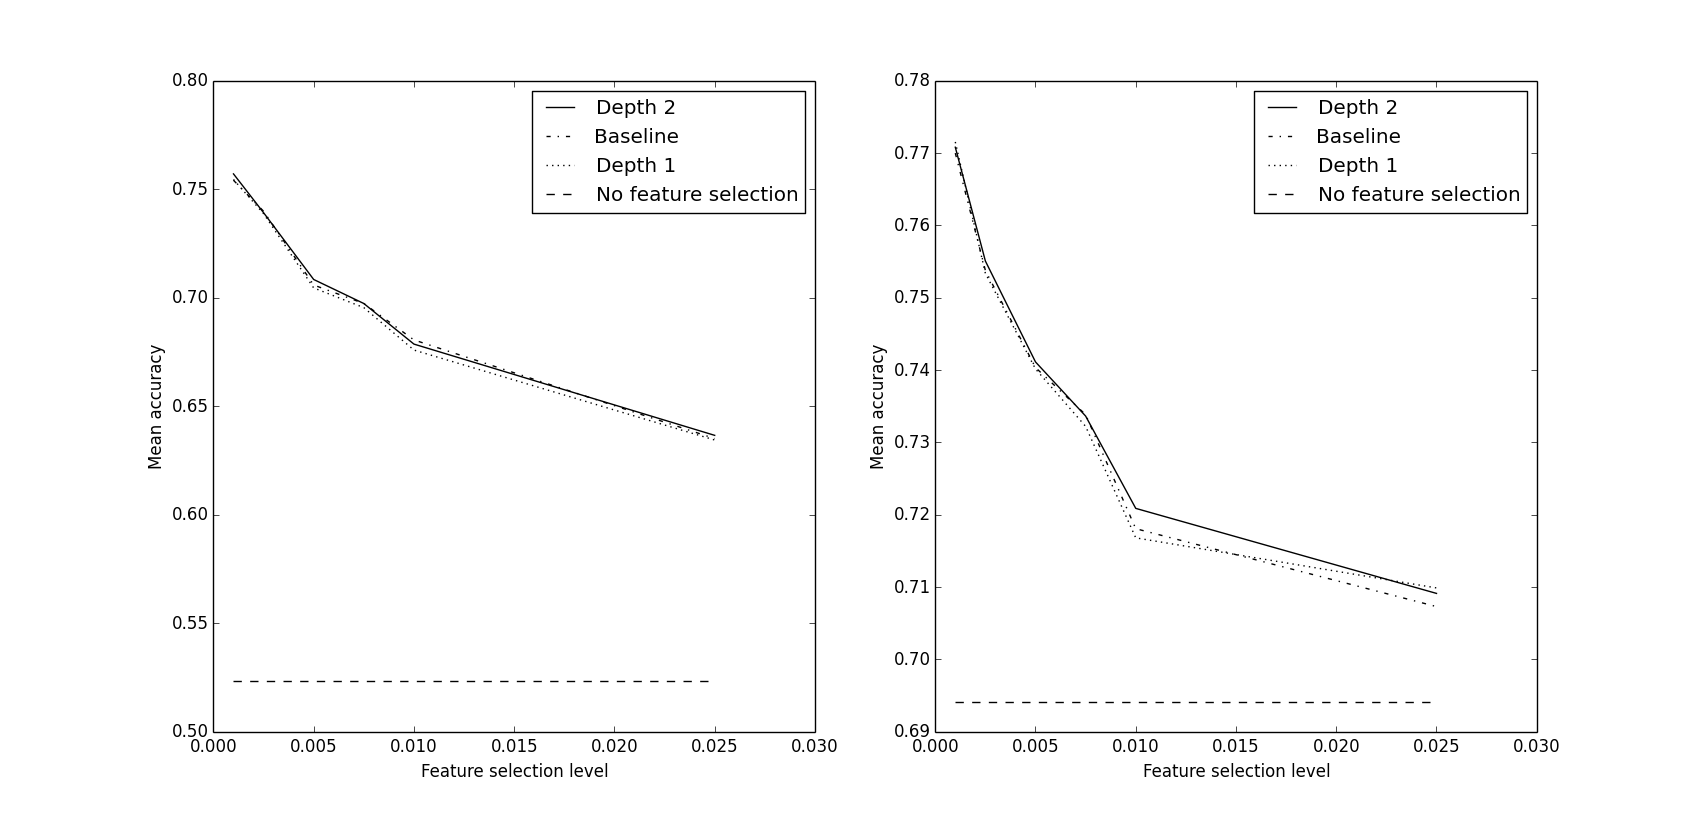 0.80
0.75
0.70
0.65
0.60
0.55
0.50
Mean accuracy
0.000 0.005 0.010 0.015 0.020 0.025 0.030
Feature selection level
Depth 2
Baseline
Depth 1
No feature selection
0.78
0.77
0.76
0.75
0.74
0.73
0.72
0.71
0.70
0.69
Mean accuracy
0.000 0.005 0.010 0.015 0.020 0.025 0.030
Feature selection level
Depth 2
Baseline
Depth 1
No feature selection